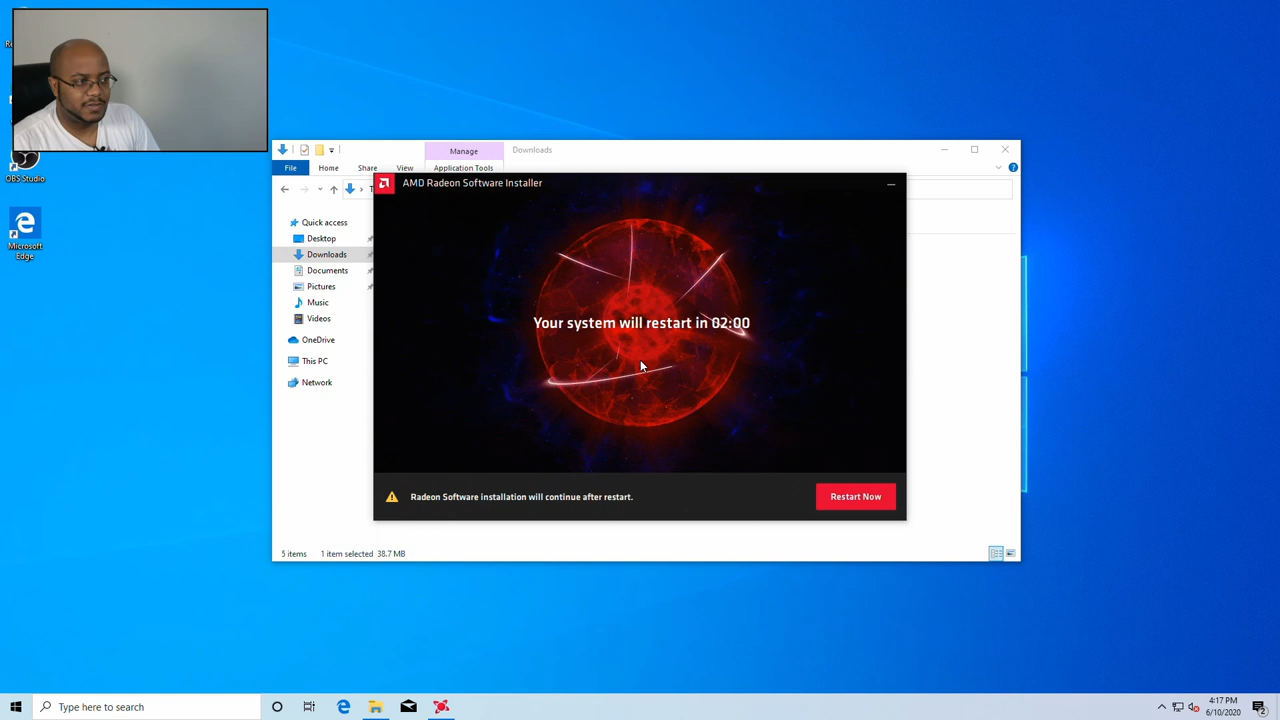 Re
OBS Studio
Microsoft
Edge
Manage
Downloads
File
Home
Share
View
Application Tools
T
AMD Radeon Software Installer
Quick access
Desktop
Downloads
Documents
Pictures
Music
Videos
OneDrive
This PC
Network
Your system will restart in 02:00
Radeon Software installation will continue after restart.
Restart Now
5 items
1 item selected 38.7 MB
Type here to search
4:17 PM
6/10/2020
2